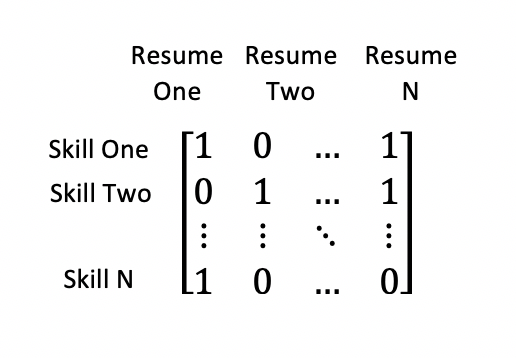 Resume Resume Resume
One Two N
Skill One 1 0 ... 1
Skill Two 0 1 ... 1
⋮ ⋮ ⋱ ⋮
Skill N 1 0 ... 0